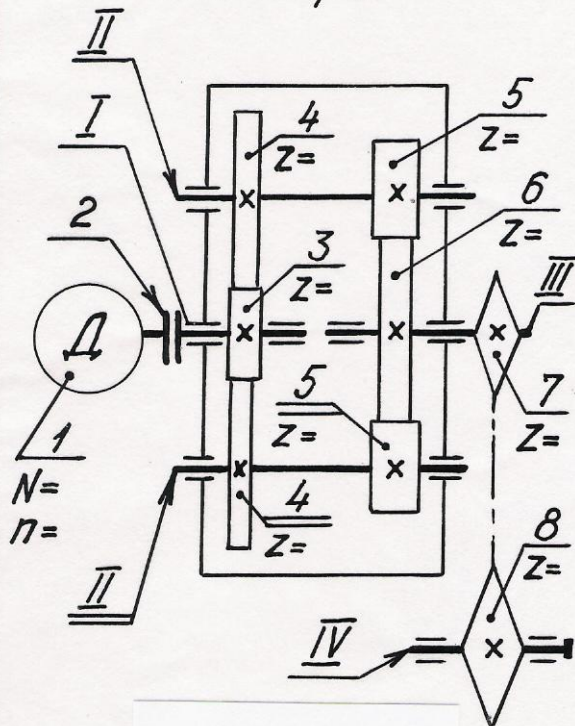 II
I
2
4
Z=
5
Z=
6
Z=
3
Z=
III
Д
7
Z=
1
N=
n=
5
Z=
4
Z=
8
Z=
II
IV